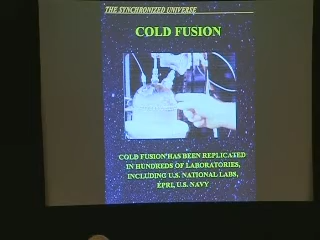 THE SYNCHRONIZED UNIVERSE
COLD FUSION
COLD FUSION HAS BEEN REPLICATED
IN HUNDREDS OF LABORATORIES,
INCLUDING U.S. NATIONAL LABS,
EPRI, U.S. NAVY